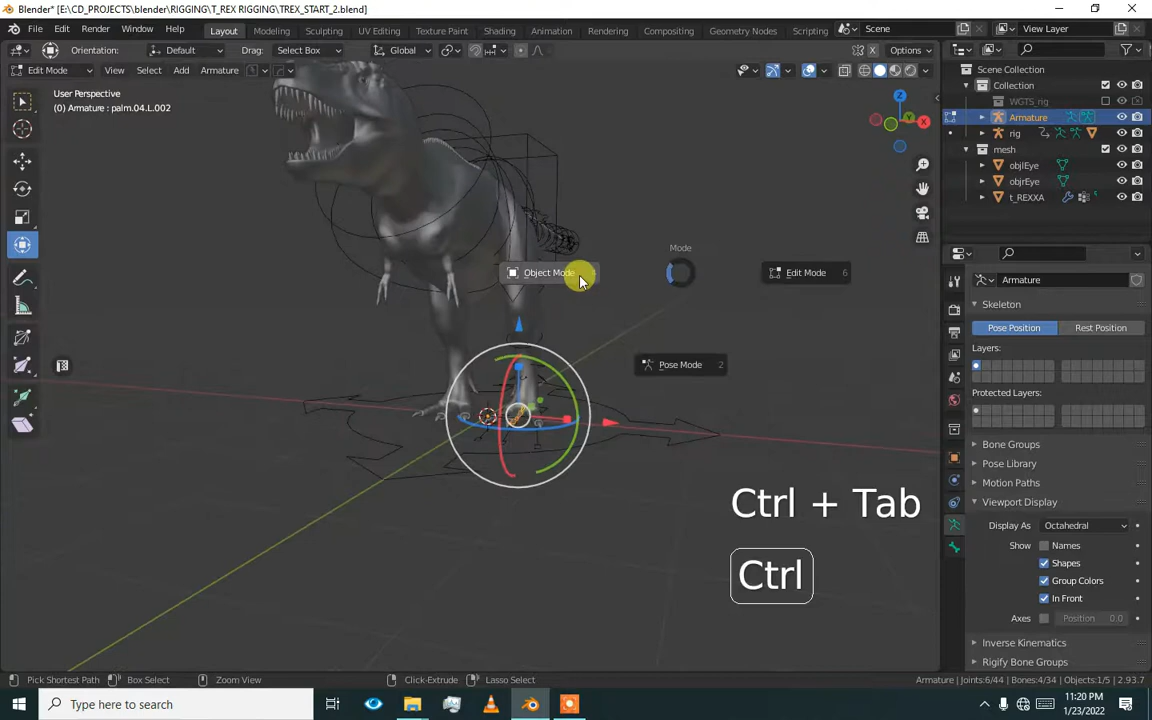 Blender* [E:\CD_PROJECTS\blender\RIGGING\T_REX RIGGING\TREX_START_2.blend]
File Edit Render Window Help Layout Modeling Sculpting UV Editing Texture Paint Shading Animation Rendering Compositing Geometry Nodes Scripting Scene View Layer
Orientation: Default Drag: Select Box Global Options
Edit Mode View Select Add Armature
User Perspective
(0) Armature : palm.04.L.002
Z
X
Y
Scene Collection
Collection
WGTS_rig
Armature
rig
mesh
objlEye
objrEye
t_REXXA
Mode
Object Mode 4
Edit Mode 6
Pose Mode 2
Ctrl + Tab
Ctrl
Armature
Skeleton
Pose Position Rest Position
Layers:
Protected Layers:
Bone Groups
Pose Library
Motion Paths
Viewport Display
Display As Octahedral
Show Names
Shapes
Group Colors
In Front
Axes Position 0.0
Inverse Kinematics
Rigify Bone Groups
Pick Shortest Path Box Select Zoom View Click-Extrude Lasso Select Armature | Joints:6/44 | Bones:4/34 | Objects:1/5 | 2.93.7
Type here to search
11:20 PM
1/23/2022